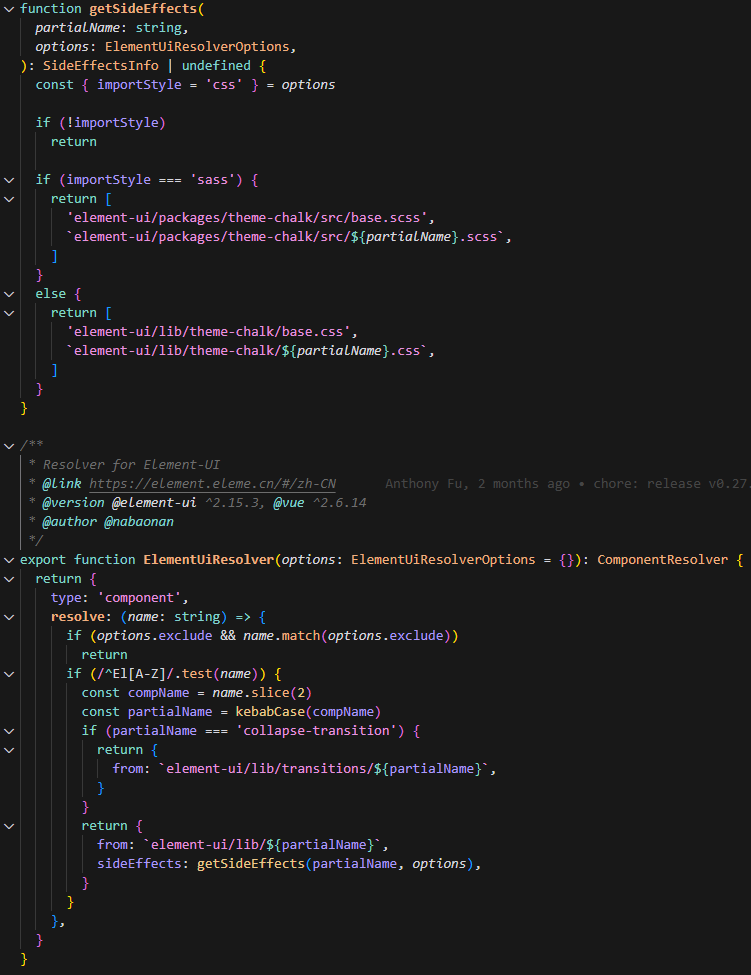 function getSideEffects(
  partialName: string,
  options: ElementUiResolverOptions,
): SideEffectsInfo | undefined {
  const { importStyle = 'css' } = options

  if (!importStyle)
    return

  if (importStyle === 'sass') {
    return [
      'element-ui/packages/theme-chalk/src/base.scss',
      `element-ui/packages/theme-chalk/src/${partialName}.scss`,
    ]
  }
  else {
    return [
      'element-ui/lib/theme-chalk/base.css',
      `element-ui/lib/theme-chalk/${partialName}.css`,
    ]
  }
}

/**
 * Resolver for Element-UI
 * @link https://element.eleme.cn/#/zh-CN      Anthony Fu, 2 months ago • chore: release v0.27.
 * @version @element-ui ^2.15.3, @vue ^2.6.14
 * @author @nabaonan
 */
export function ElementUiResolver(options: ElementUiResolverOptions = {}): ComponentResolver {
  return {
    type: 'component',
    resolve: (name: string) => {
      if (options.exclude && name.match(options.exclude))
        return
      if (/^El[A-Z]/.test(name)) {
        const compName = name.slice(2)
        const partialName = kebabCase(compName)
        if (partialName === 'collapse-transition') {
          return {
            from: `element-ui/lib/transitions/${partialName}`,
          }
        }
        return {
          from: `element-ui/lib/${partialName}`,
          sideEffects: getSideEffects(partialName, options),
        }
      }
    },
  }
}